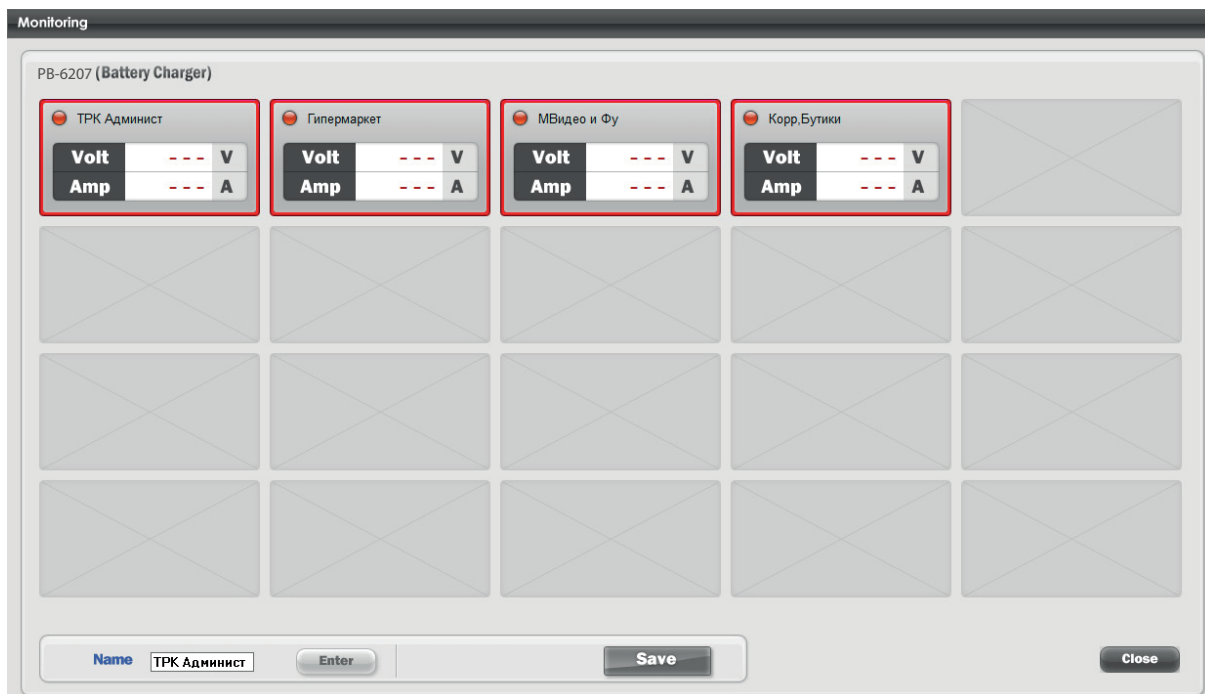 Monitoring
PB-6207 (Battery Charger)
ТРК Админист
Volt --- V
Amp --- A
Гипермаркет
Volt --- V
Amp --- A
МВидео и Фу
Volt --- V
Amp --- A
Корр,Бутики
Volt --- V
Amp --- A
Name ТРК Админист Enter Save Close